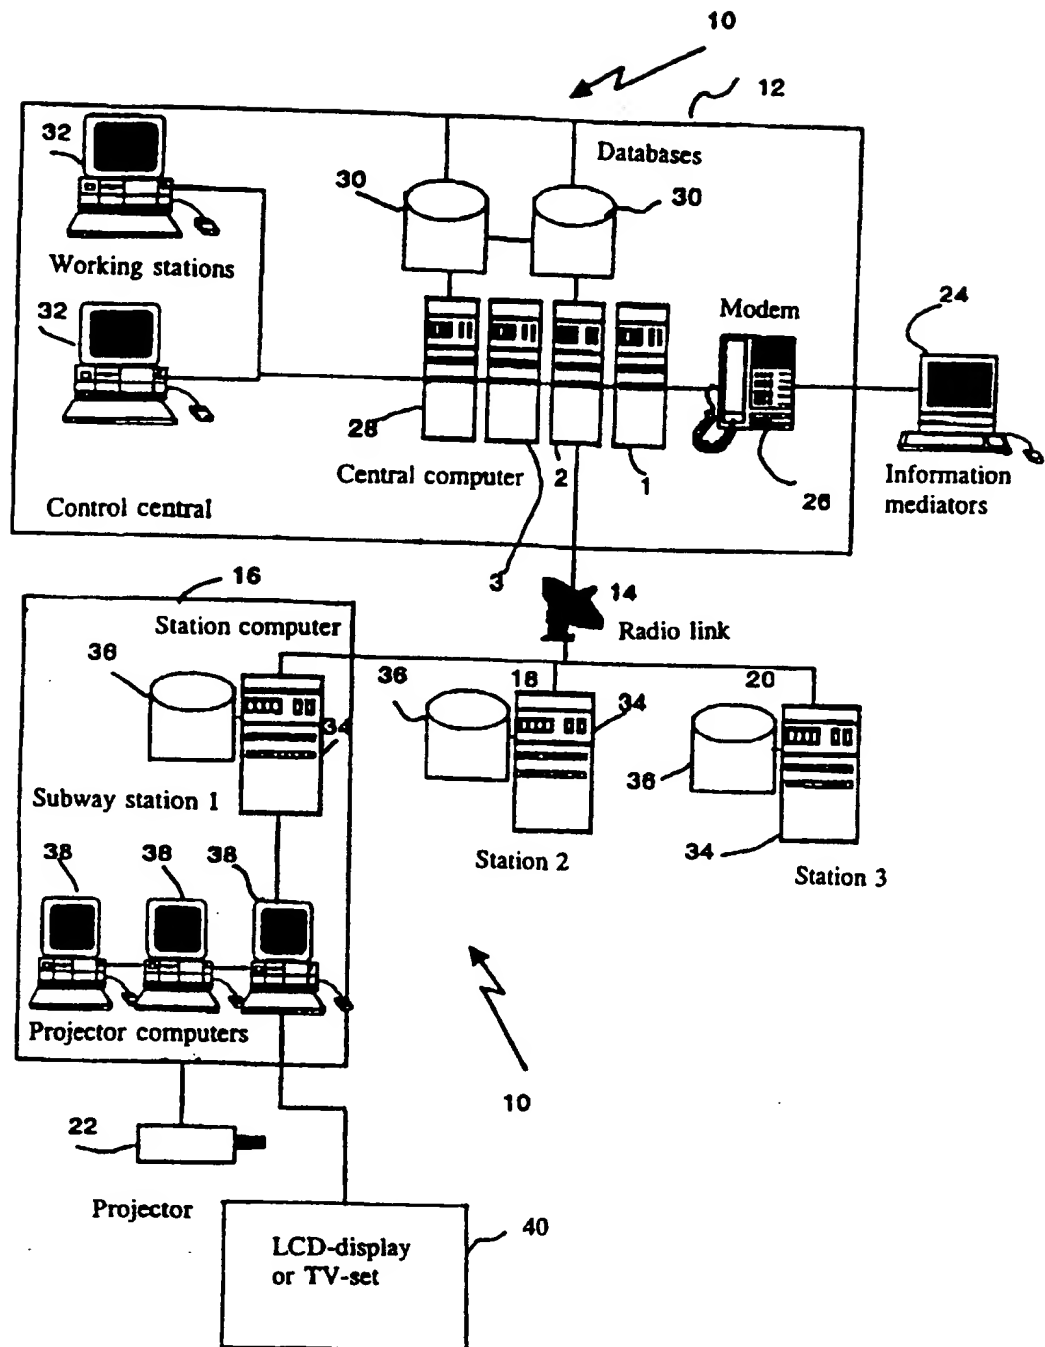 10
12
32
Databases
30
30
Working stations
32
Modem
24
28
Central computer
2
1
26
Information
mediators
Control central
3
16
14
Station computer
Radio link
36
36
18
34
20
34
36
Subway station 1
34
Station 2
Station 3
38
38
38
Projector computers
10
22
Projector
40
LCD-display
or TV-set